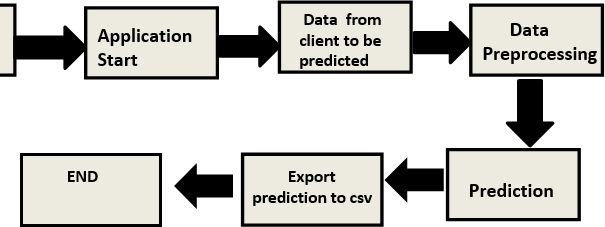 Application
Start
Data from
client to be
predicted
Data
Preprocessing
Prediction
Export
prediction to csv
END